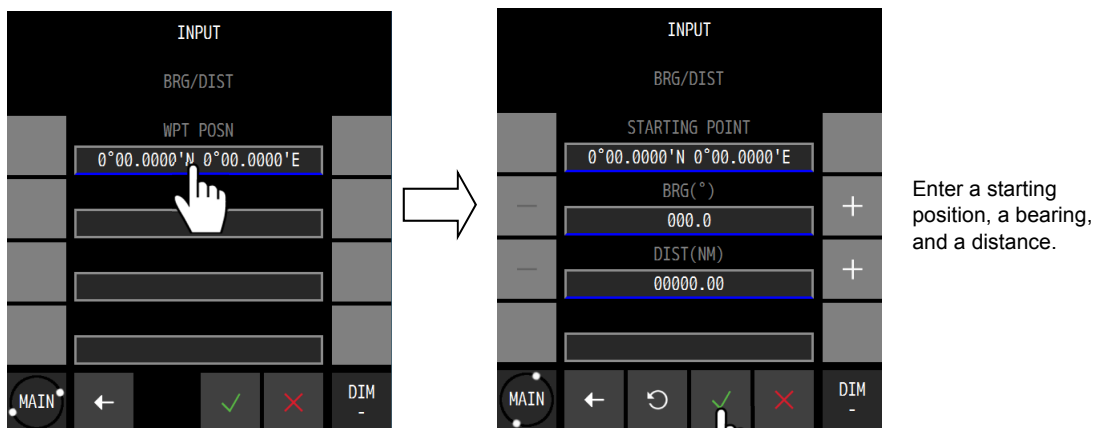 INPUT
BRG/DIST
WPT POSN
0°00.0000'N 0°00.0000'E
MAIN
DIM
-
INPUT
BRG/DIST
STARTING POINT
0°00.0000'N 0°00.0000'E
BRG(°)
— 000.0 +
DIST(NM)
— 00000.00 +
MAIN
DIM
-
Enter a starting
position, a bearing,
and a distance.